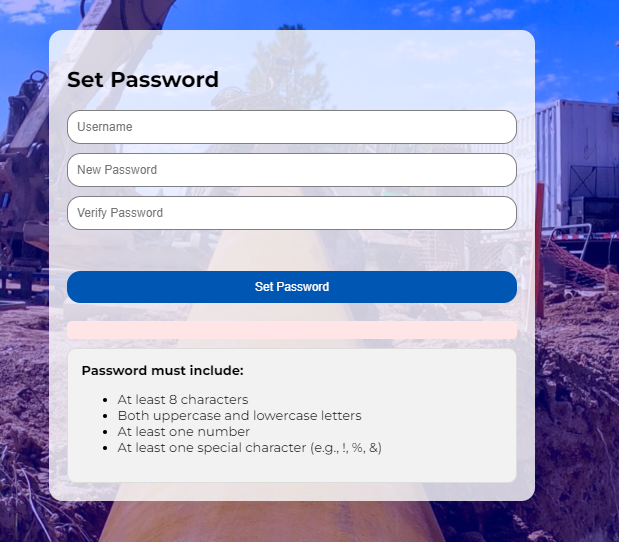 Set Password
Username
New Password
Verify Password
Set Password
Password must include:
At least 8 characters
Both uppercase and lowercase letters
At least one number
At least one special character (e.g., !, %, &)